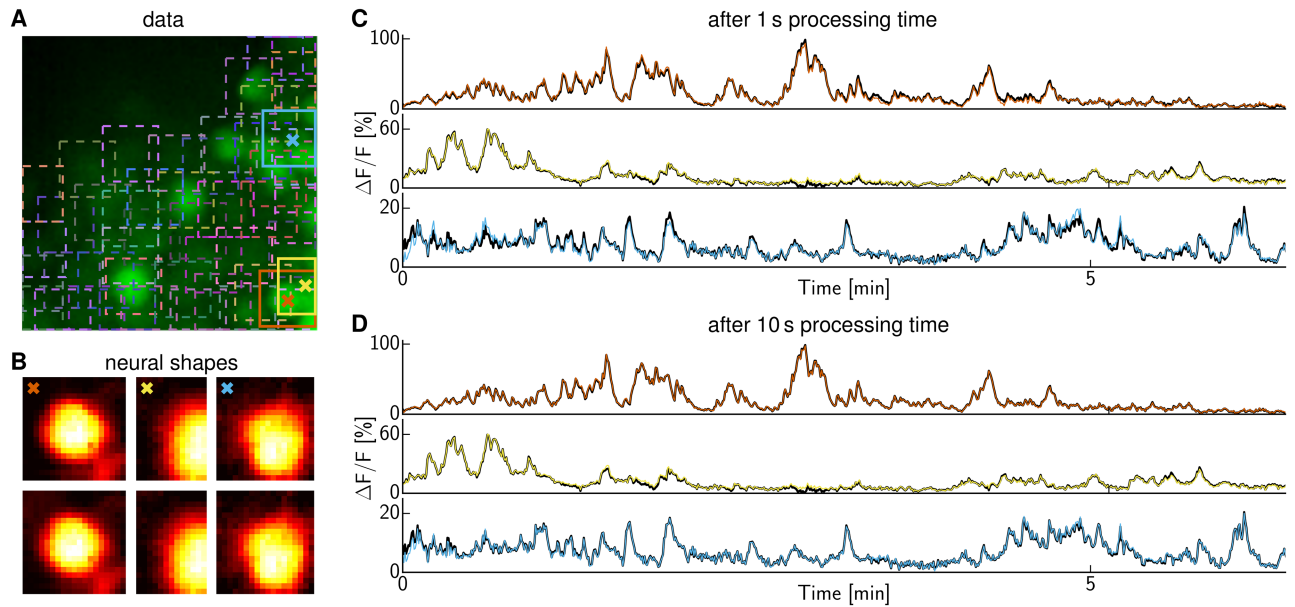 A
data
B
neural shapes
C
after 1 s processing time
100
0
60
0
20
0
ΔF/F [%]
0
5
Time [min]
D
after 10 s processing time
100
0
60
0
20
0
ΔF/F [%]
0
5
Time [min]